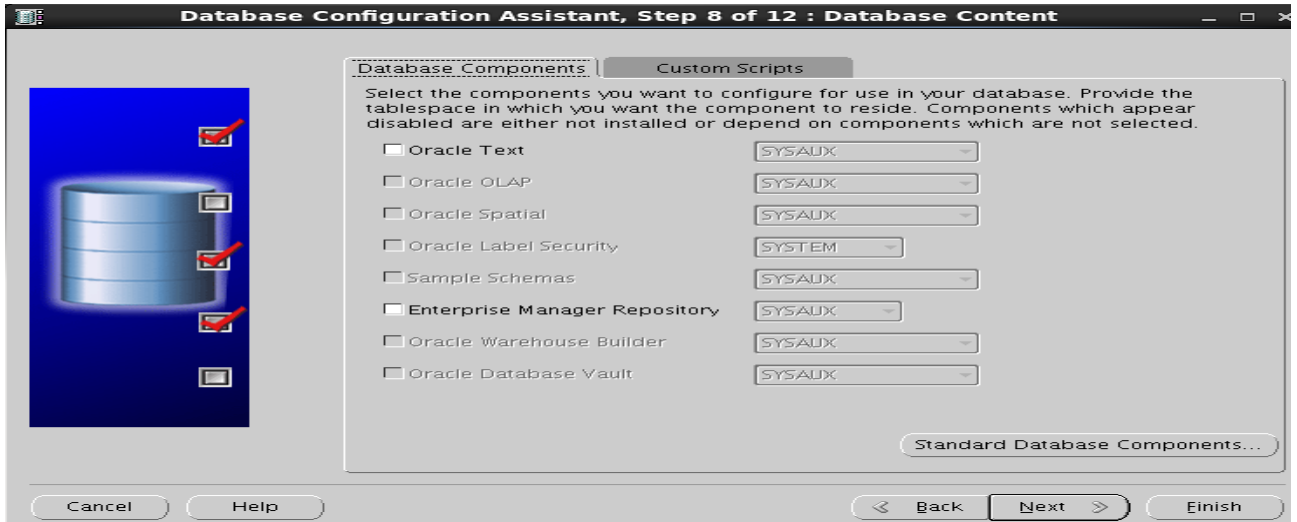 Database Configuration Assistant, Step 8 of 12 : Database Content
Database Components
Custom Scripts
Select the components you want to configure for use in your database. Provide the
tablespace in which you want the component to reside. Components which appear
disabled are either not installed or depend on components which are not selected.
Oracle Text SYSAUX
Oracle OLAP SYSAUX
Oracle Spatial SYSAUX
Oracle Label Security SYSTEM
Sample Schemas SYSAUX
Enterprise Manager Repository SYSAUX
Oracle Warehouse Builder SYSAUX
Oracle Database Vault SYSAUX
Standard Database Components...
Cancel Help Back Next Finish